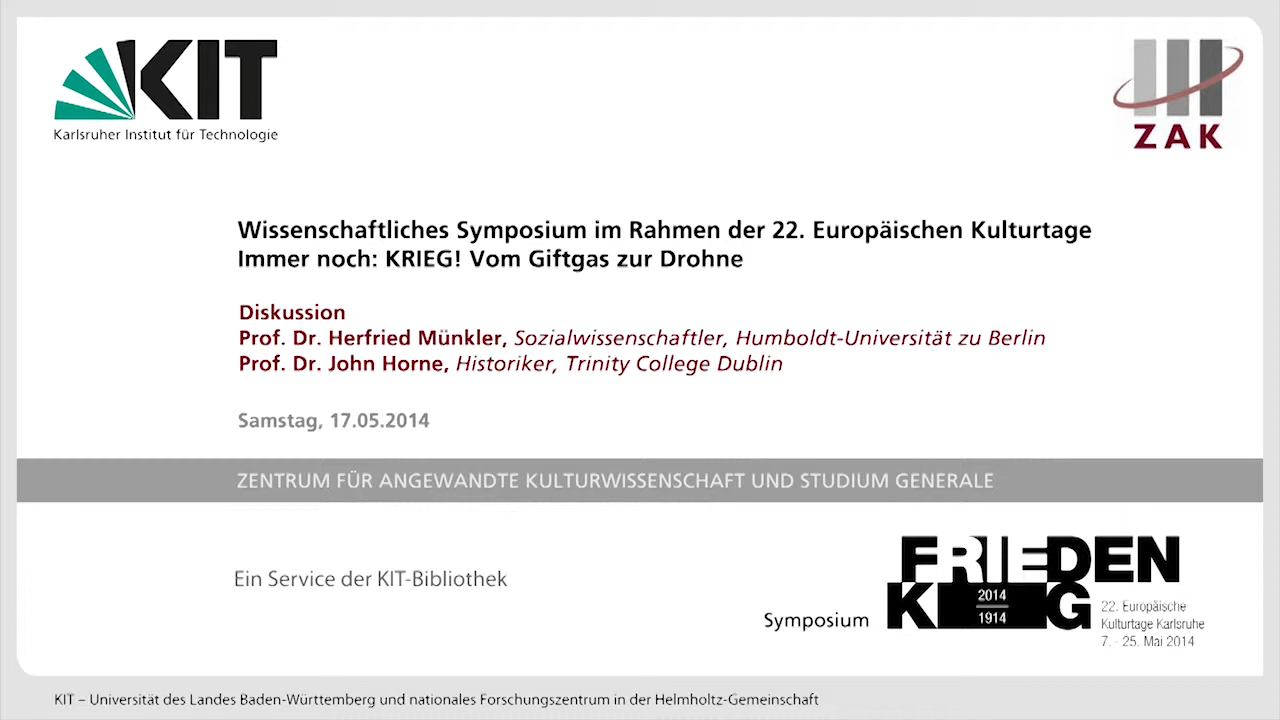 KIT
Karlsruher Institut für Technologie
ZAK
Wissenschaftliches Symposium im Rahmen der 22. Europäischen Kulturtage
Immer noch: KRIEG! Vom Giftgas zur Drohne
Diskussion
Prof. Dr. Herfried Münkler, Sozialwissenschaftler, Humboldt-Universität zu Berlin
Prof. Dr. John Horne, Historiker, Trinity College Dublin
Samstag, 17.05.2014
ZENTRUM FÜR ANGEWANDTE KULTURWISSENSCHAFT UND STUDIUM GENERALE
Ein Service der KIT-Bibliothek
Symposium
FRIEDEN
KRIEG
2014
1914
22. Europäische
Kulturtage Karlsruhe
7. - 25. Mai 2014
KIT – Universität des Landes Baden-Württemberg und nationales Forschungszentrum in der Helmholtz-Gemeinschaft